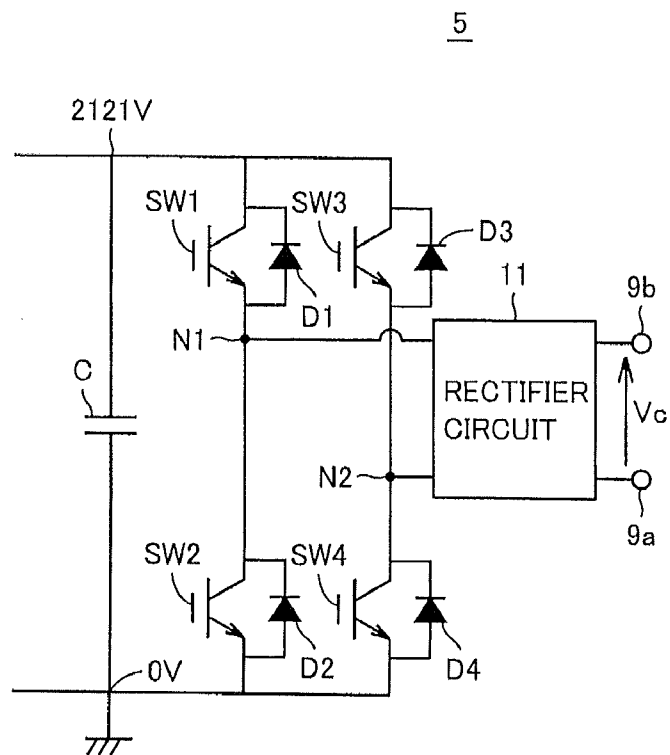 5
2121V
SW1
SW3
D3
D1
11
9b
N1
C
RECTIFIER
CIRCUIT
Vc
N2
9a
SW2
SW4
D2
D4
0V